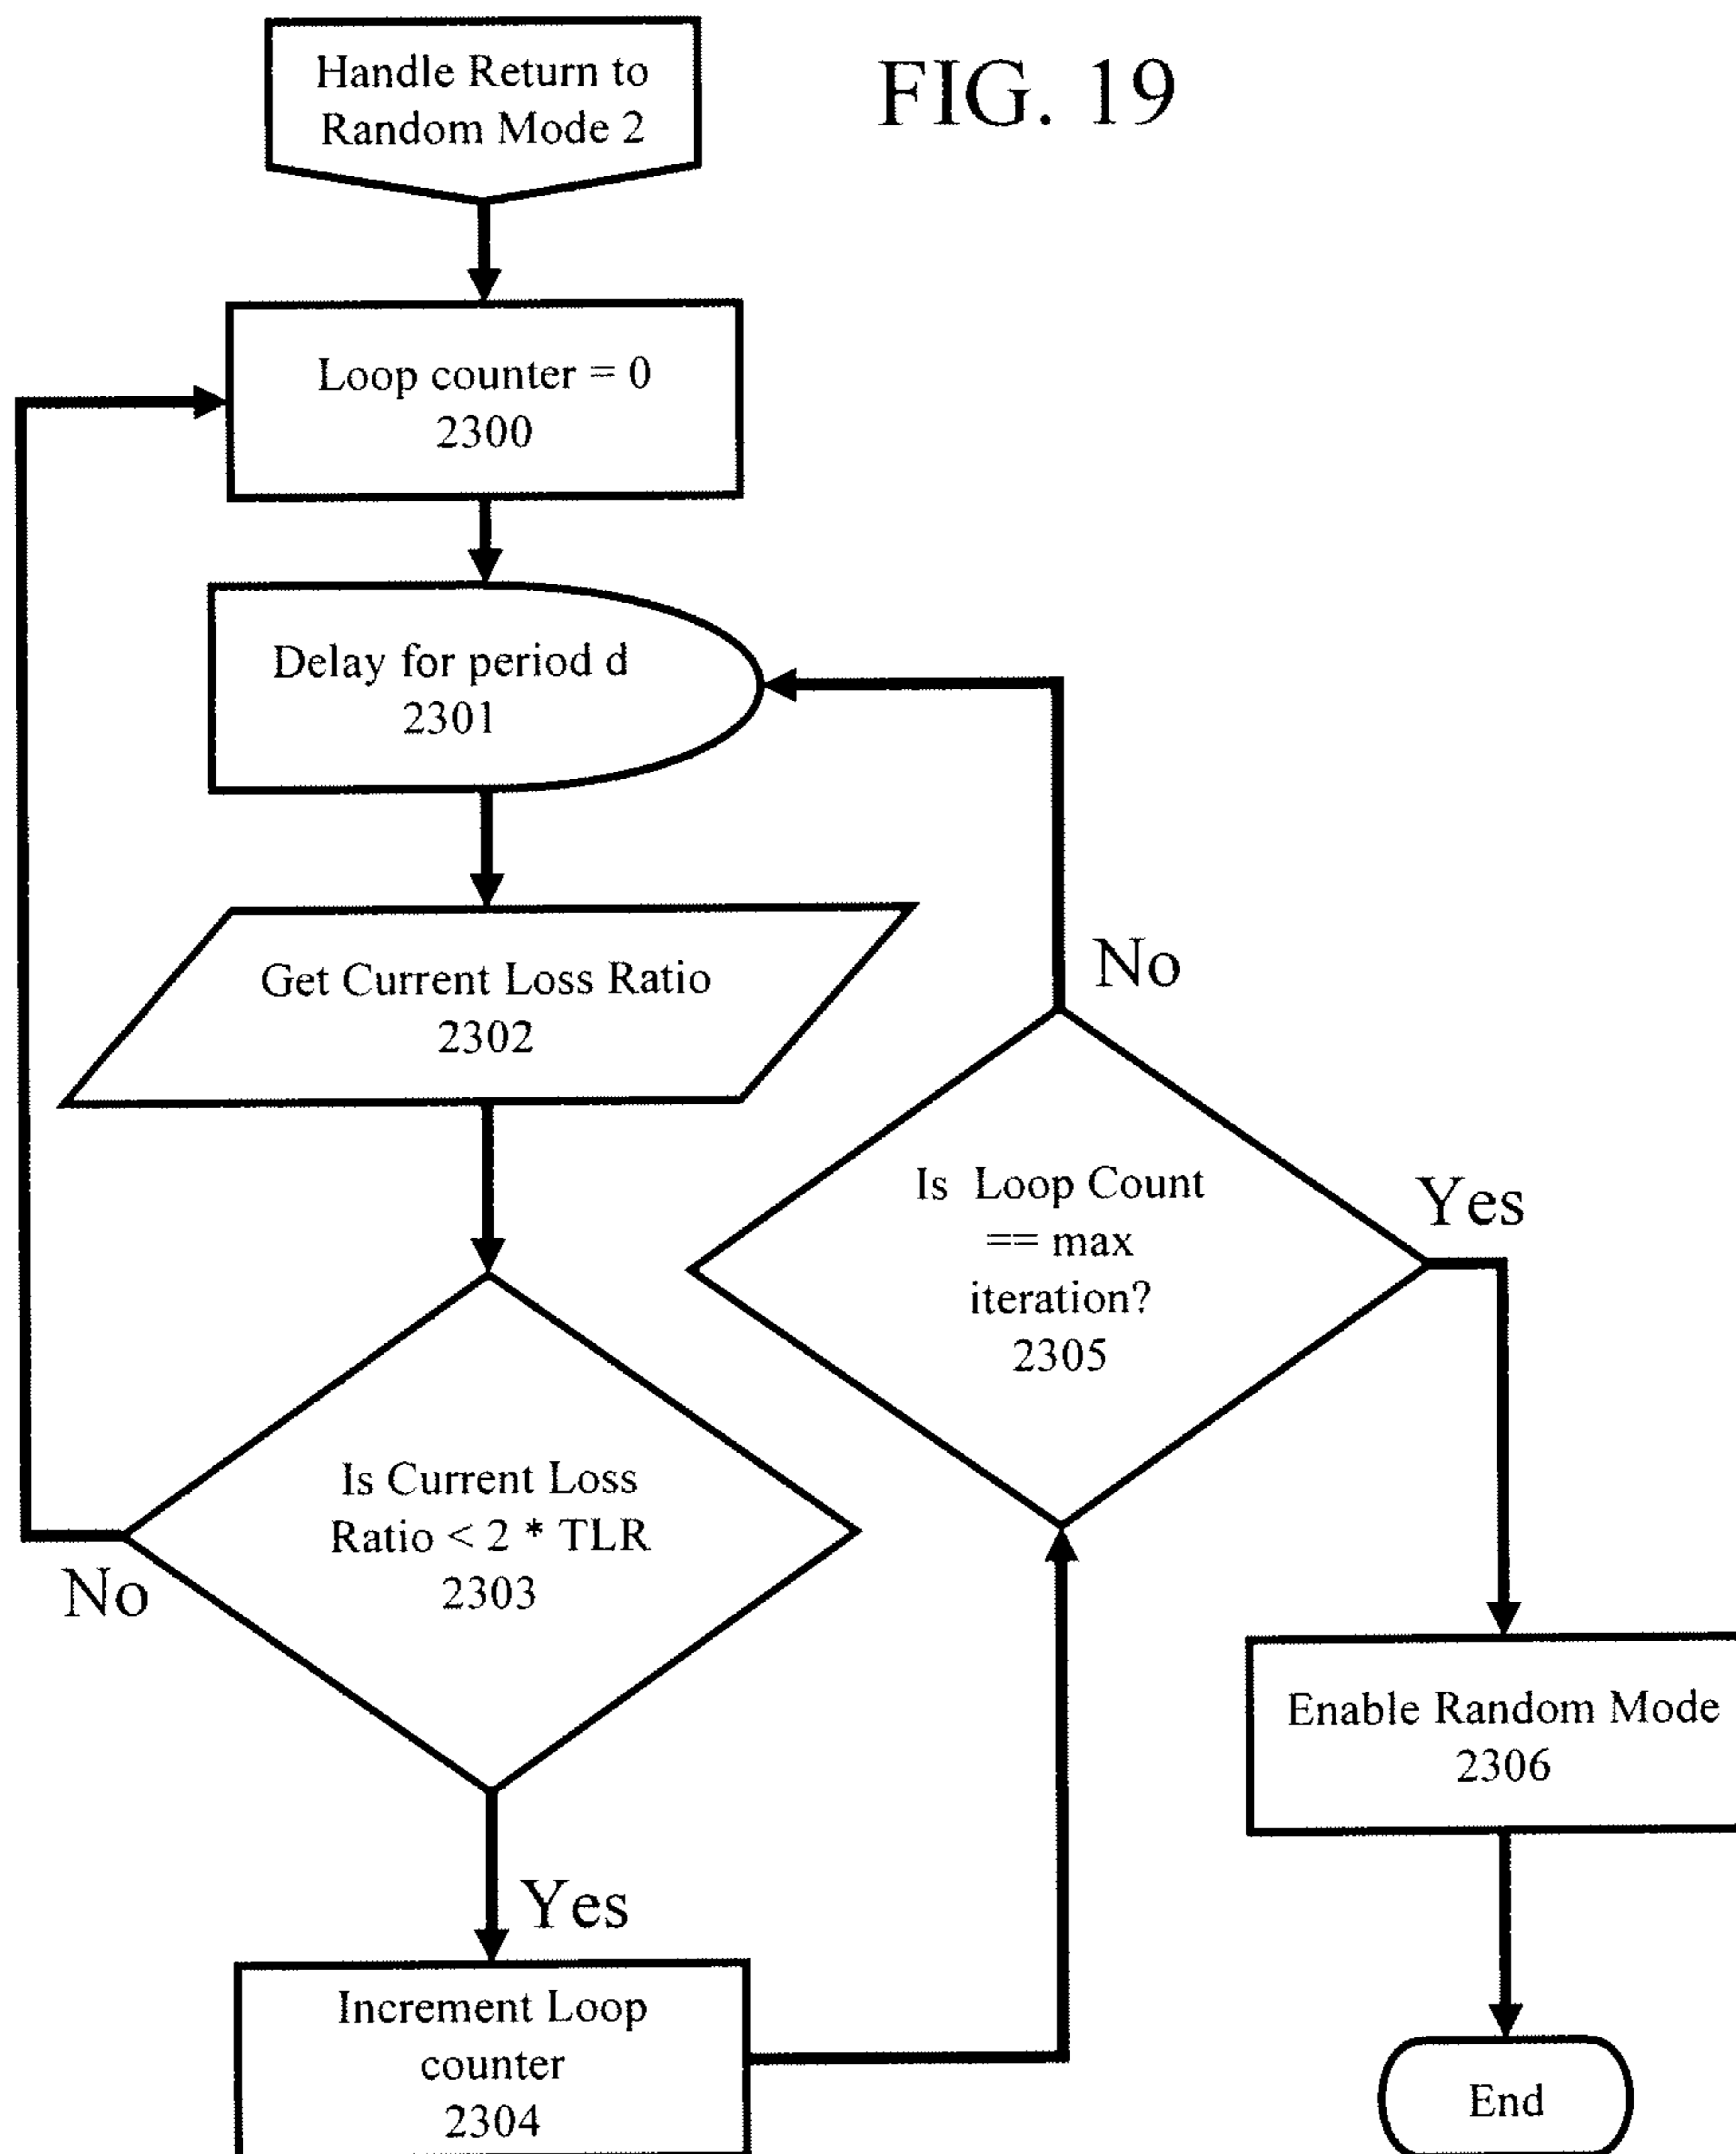 Handle Return to
Random Mode 2
FIG. 19
Loop counter = 0
2300
Delay for period d
2301
Get Current Loss Ratio
2302
No
Is Loop Count
== max
iteration?
2305
Yes
Is Current Loss
Ratio < 2 * TLR
2303
No
Enable Random Mode
2306
Yes
Increment Loop
counter
2304
End